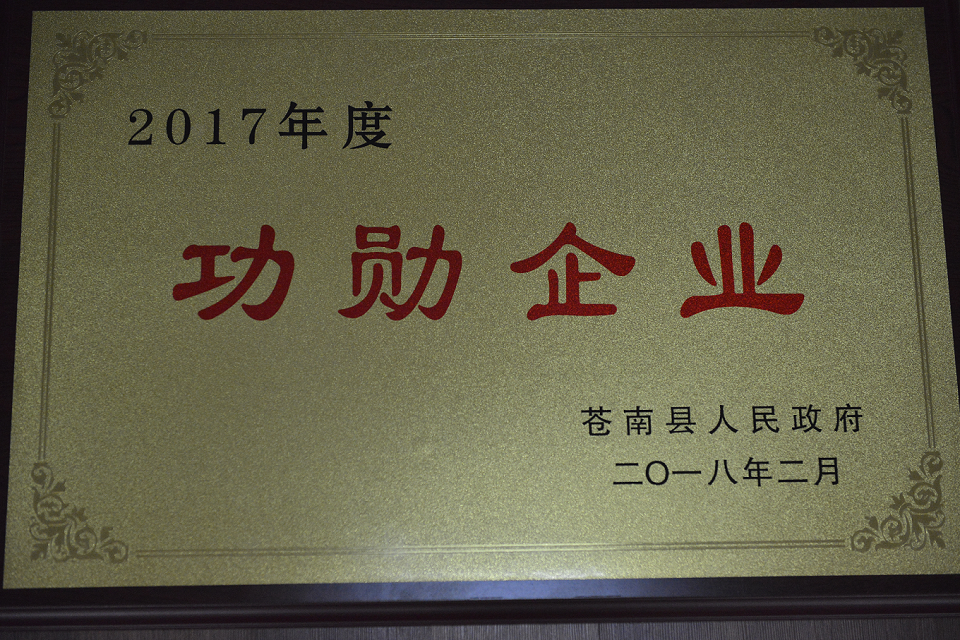 2017年度
功勋企业
苍南县人民政府
二〇一八年二月